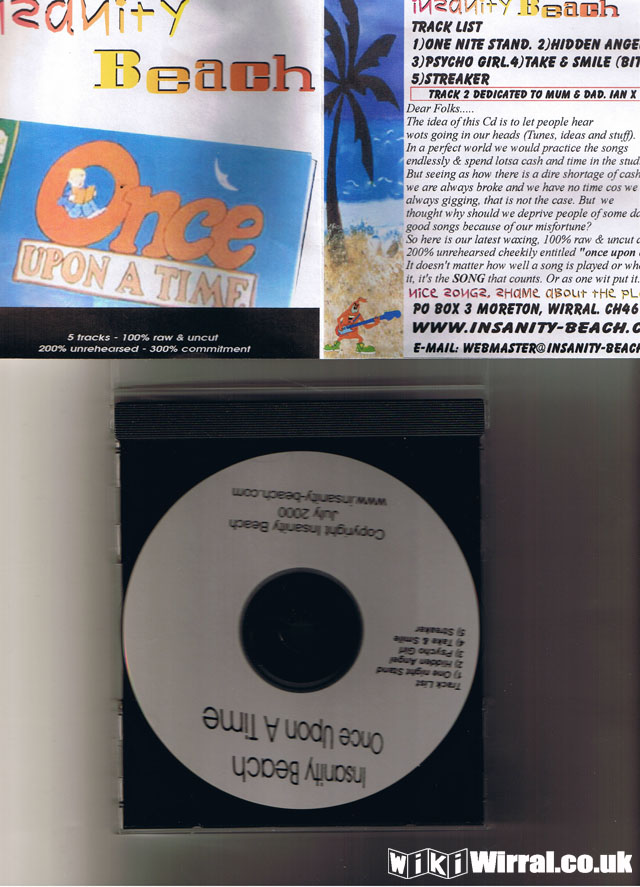 insanity
Beach
Once
UPON A TIME
5 tracks - 100% raw & uncut
200% unrehearsed - 300% commitment
insanity Beach
TRACK LIST
1)ONE NITE STAND. 2)HIDDEN ANGE
3)PSYCHO GIRL.4)TAKE & SMILE (BIT
5)STREAKER
TRACK 2 DEDICATED TO MUM & DAD. IAN X
Dear Folks.....
The idea of this Cd is to let people hear
wots going in our heads (Tunes, ideas and stuff).
In a perfect world we would practice the songs
endlessly & spend lotsa cash and time in the stud
But seeing as how there is a dire shortage of cash
we are always broke and we have no time cos we
always gigging, that is not the case. But we
thought why should we deprive people of some da
good songs because of our misfortune?
So here is our latest waxing, 100% raw & uncut
200% unrehearsed cheekily entitled "once upon
It doesn't matter how well a song is played or wh
it, it's the SONG that counts. Or as one wit put it.
nice songs, shame about the pl
PO BOX 3 MORETON, WIRRAL. CH46
WWW.INSANITY-BEACH.C
E-MAIL: WEBMASTER@INSANITY-BEACH
Insanity Beach
Once Upon A Time
Track List
1) One night Stand
2) Hidden Angel
3) Psycho Girl
4) Take & Smile
5) Streaker
Copyright Insanity Beach
July 2000
www.insanity-beach.com
wiki Wirral.co.uk